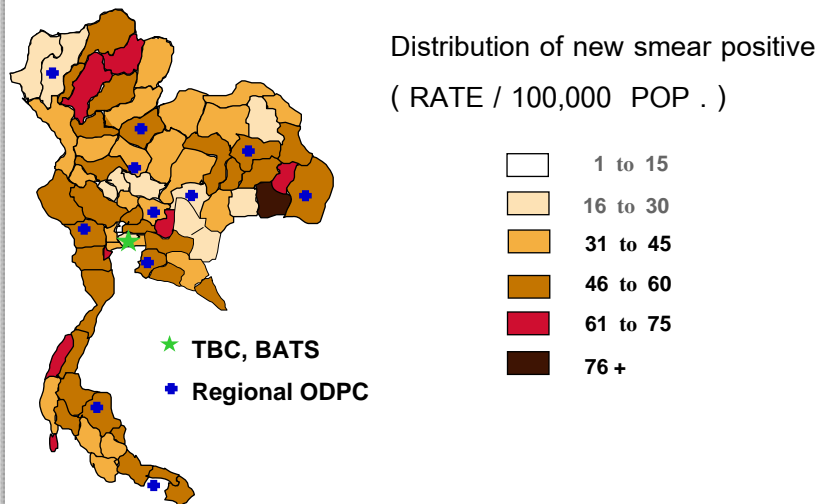 Distribution of new smear positive
( RATE / 100,000 POP . )
1 to 15
16 to 30
31 to 45
46 to 60
61 to 75
76 +
TBC, BATS
Regional ODPC